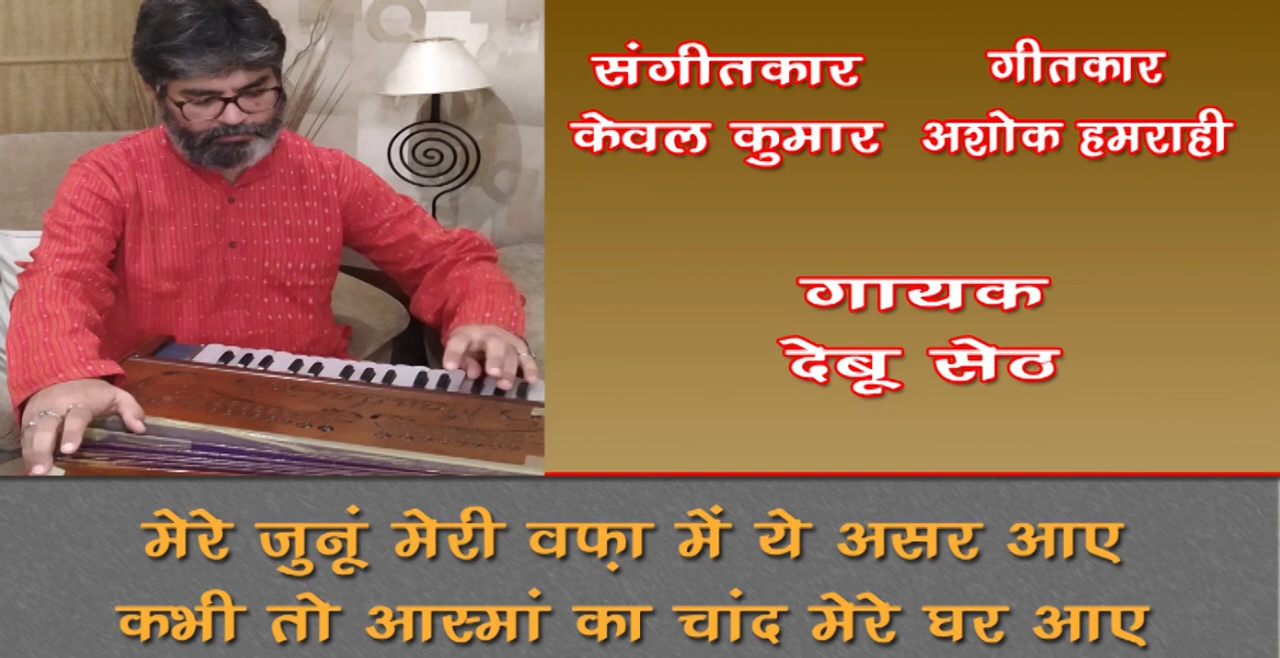 संगीतकार
केवल कुमार
गीतकार
अशोक हमराही
गायक
देबू सेठ
मेरे जुनूं मेरी वफ़ा में ये असर आए
कभी तो आस्मां का चांद मेरे घर आए